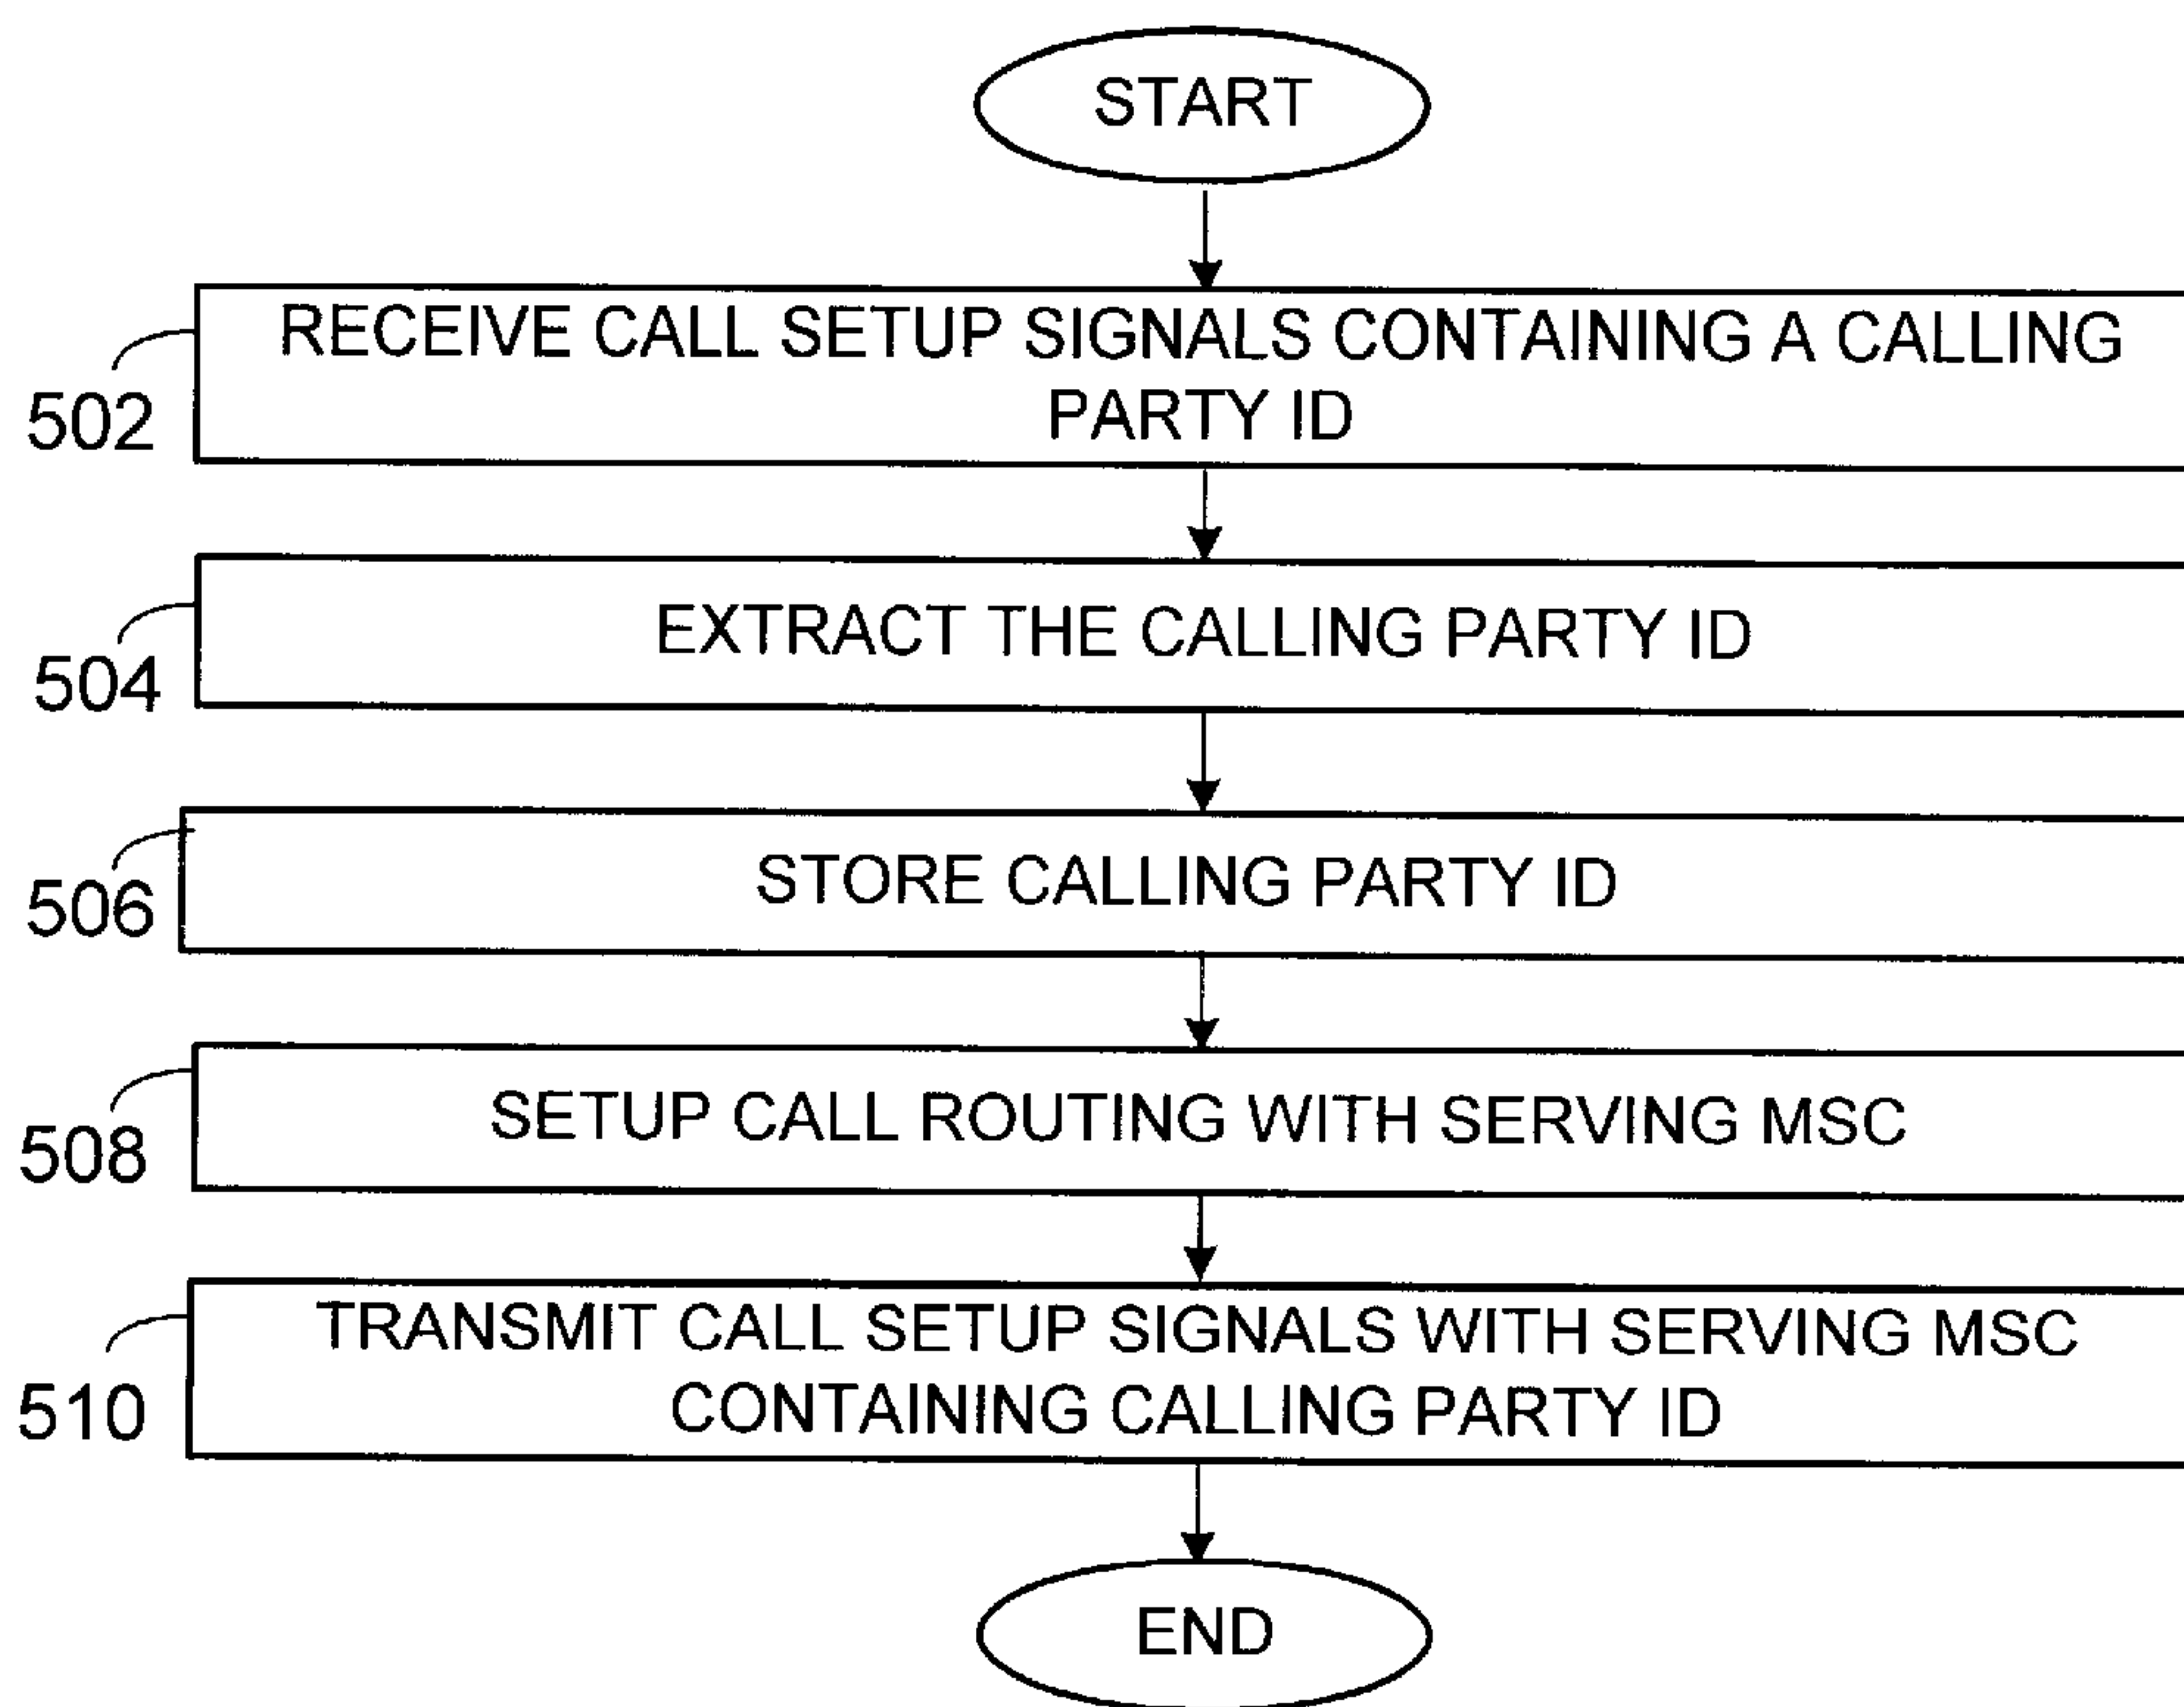 START
RECEIVE CALL SETUP SIGNALS CONTAINING A CALLING
PARTY ID
502
EXTRACT THE CALLING PARTY ID
504
STORE CALLING PARTY ID
506
SETUP CALL ROUTING WITH SERVING MSC
508
TRANSMIT CALL SETUP SIGNALS WITH SERVING MSC
CONTAINING CALLING PARTY ID
510
END